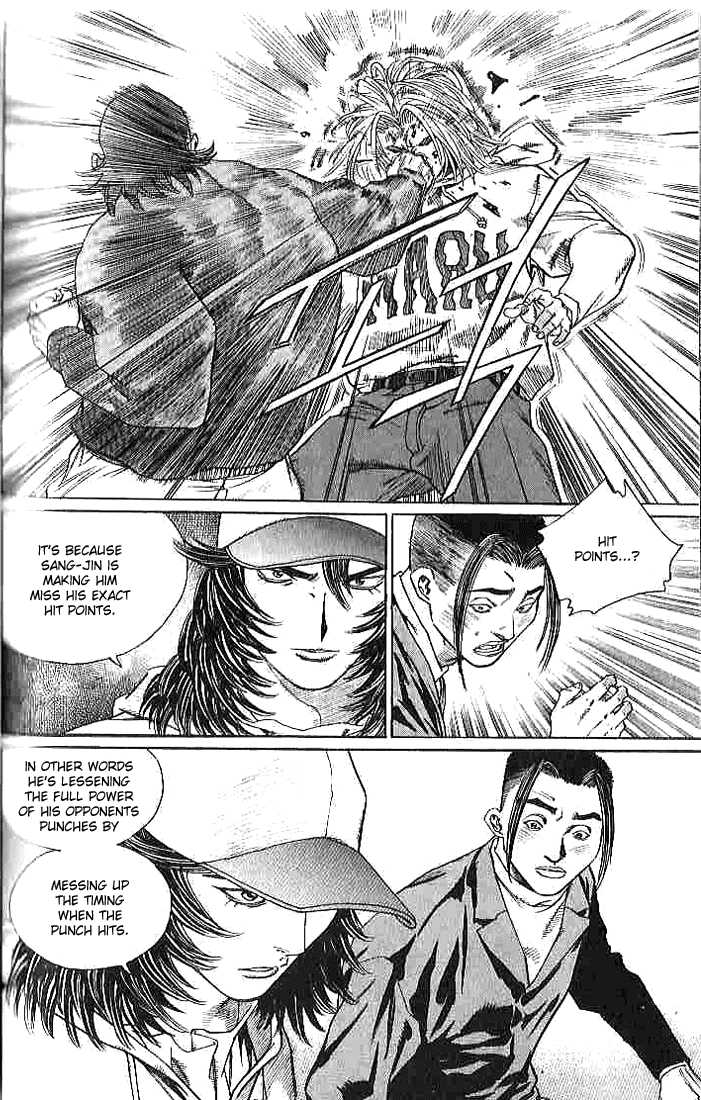 IT'S BECAUSE
SANG-JIN IS
MAKING HIM
MISS HIS EXACT
HIT POINTS.
HIT
POINTS...?
IN OTHER WORDS
HE'S LESSENING
THE FULL POWER
OF HIS OPPONENTS
PUNCHES BY
MESSING UP
THE TIMING
WHEN THE
PUNCH HITS.